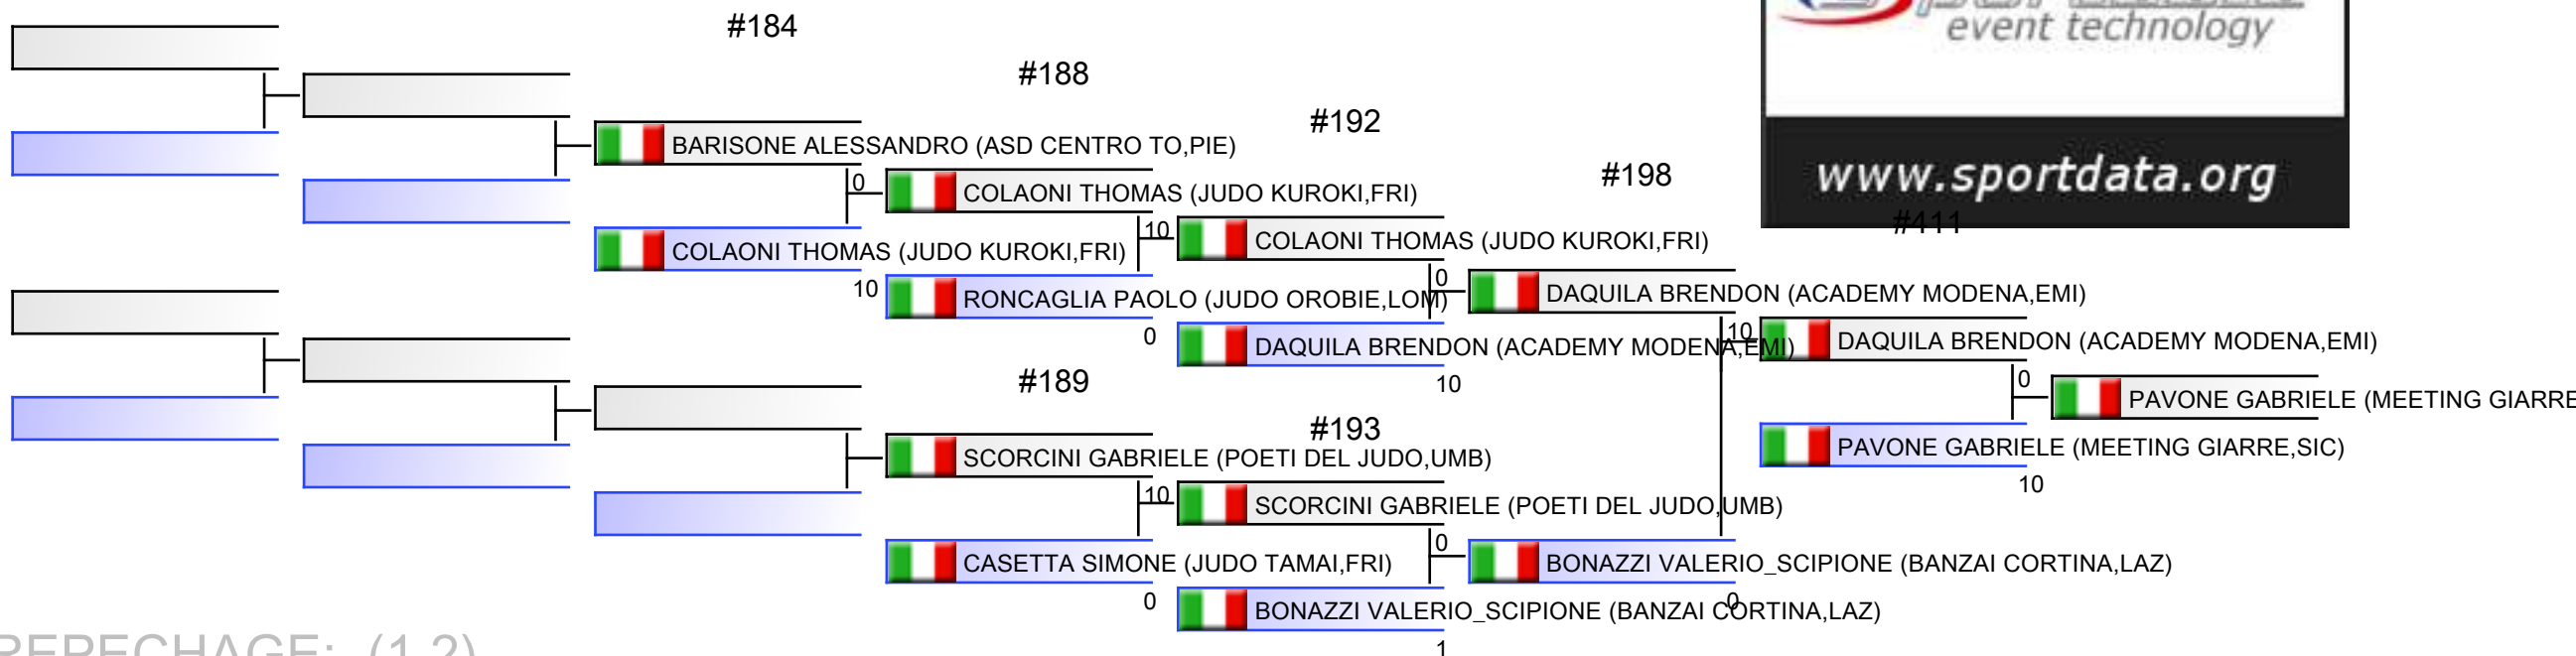 event technology
www.sportdata.org
#184
#188
#192
#198
#411
BARISONE ALESSANDRO (ASD CENTRO TO,PIE)
0
COLAONI THOMAS (JUDO KUROKI,FRI)
COLAONI THOMAS (JUDO KUROKI,FRI)
10
10
COLAONI THOMAS (JUDO KUROKI,FRI)
RONCAGLIA PAOLO (JUDO OROBIE,LOM)
0
0
DAQUILA BRENDON (ACADEMY MODENA,EMI)
DAQUILA BRENDON (ACADEMY MODENA,EMI)
10
10
DAQUILA BRENDON (ACADEMY MODENA,EMI)
0
PAVONE GABRIELE (MEETING GIARRE
PAVONE GABRIELE (MEETING GIARRE,SIC)
10
#189
#193
SCORCINI GABRIELE (POETI DEL JUDO,UMB)
10
SCORCINI GABRIELE (POETI DEL JUDO,UMB)
0
CASETTA SIMONE (JUDO TAMAI,FRI)
0
BONAZZI VALERIO_SCIPIONE (BANZAI CORTINA,LAZ)
0
BONAZZI VALERIO_SCIPIONE (BANZAI CORTINA,LAZ)
1
REPECHAGE: (1,2)